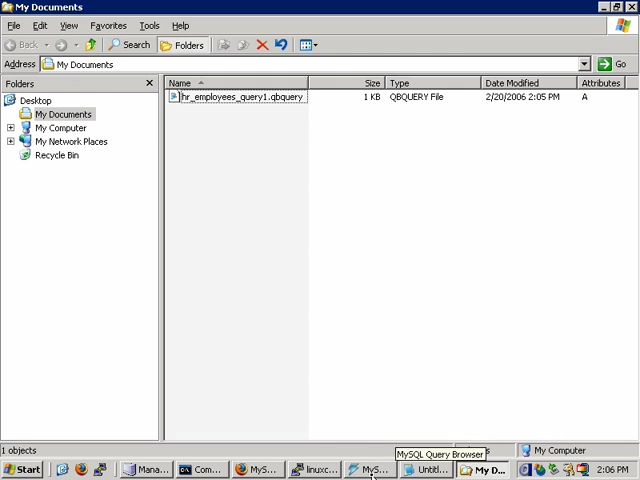 My Documents
File Edit View Favorites Tools Help
Back Search Folders
Address My Documents Go
Folders Name Size Type Date Modified Attributes
hr_employees_query1.qbquery 1 KB QBQUERY File 2/20/2006 2:05 PM A
Desktop
My Documents
My Computer
My Network Places
Recycle Bin
1 objects My Computer
MySQL Query Browser
Start Mana... Com... MyS... linuxc... MyS... Untitl... My D... 2:06 PM